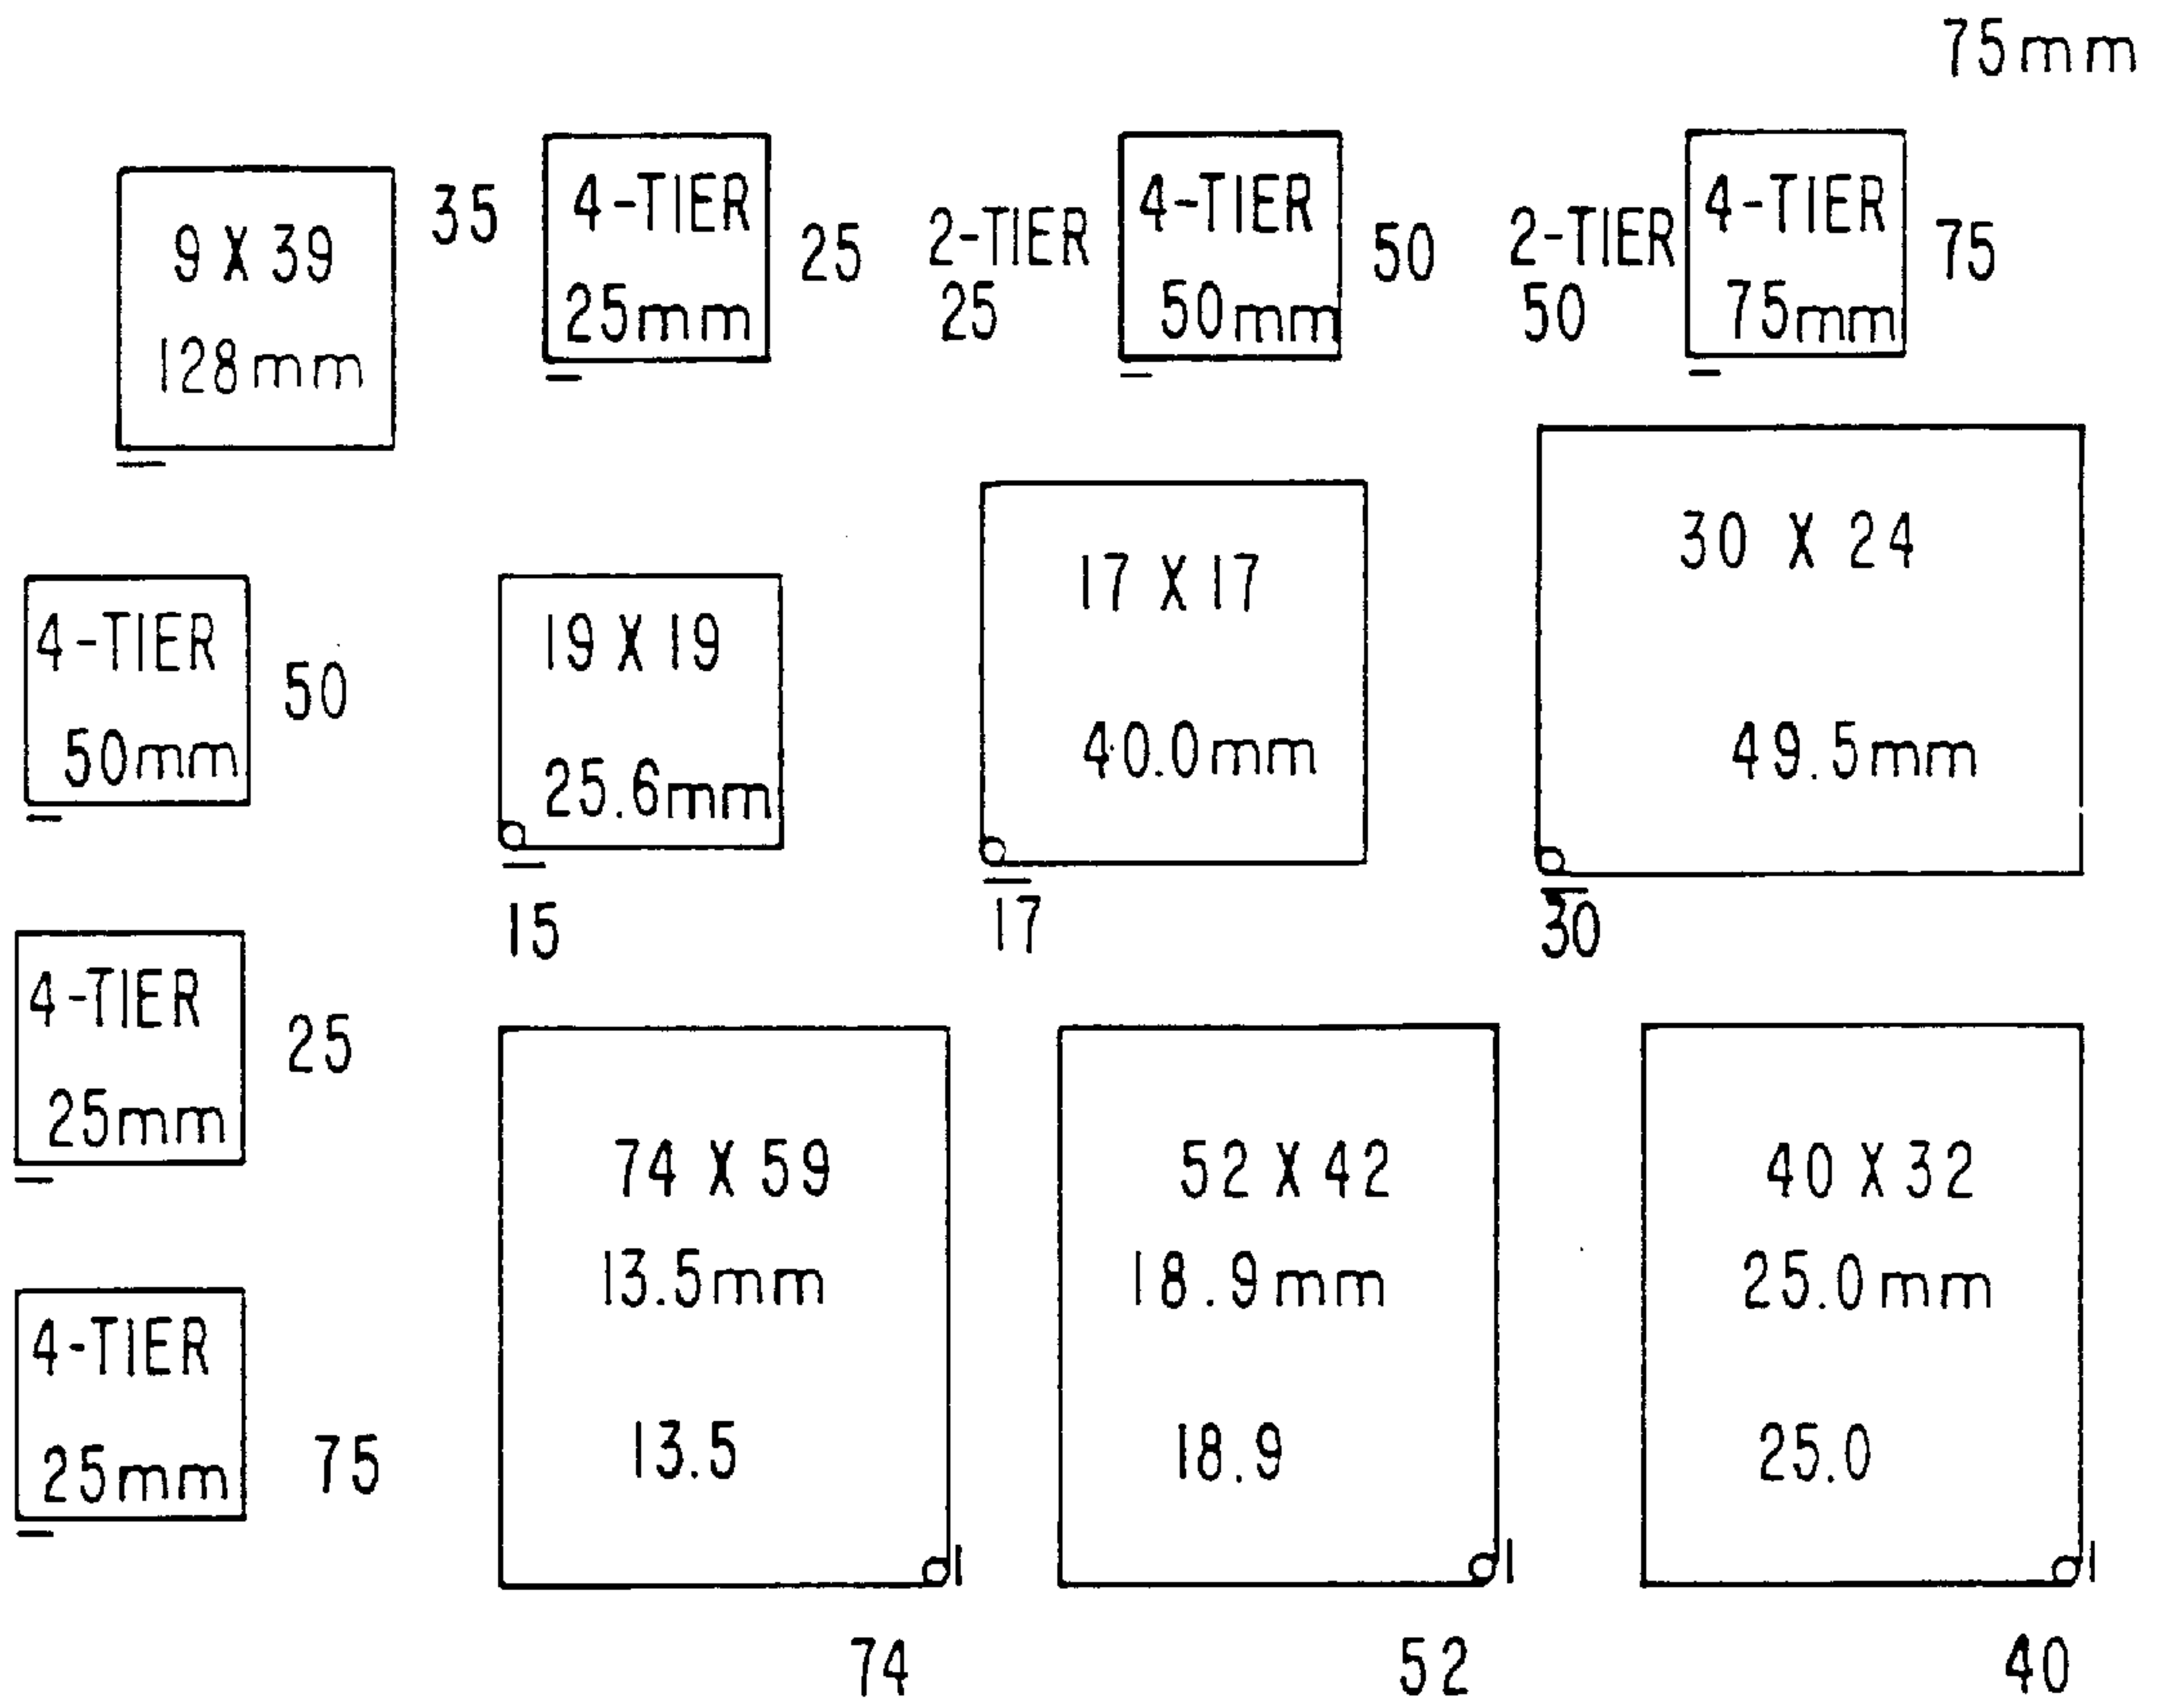 75mm
9 X 39
128mm
35
4-TIER
25mm
25
2-TIER
25
4-TIER
50mm
50
2-TIER
50
4-TIER
75mm
75
4-TIER
50mm
50
19 X 19
25.6mm
15
17 X 17
40.0mm
17
30 X 24
49.5mm
30
4-TIER
25mm
25
4-TIER
25mm
75
74 X 59
13.5mm
13.5
74
52 X 42
18.9mm
18.9
52
40 X 32
25.0mm
25.0
40